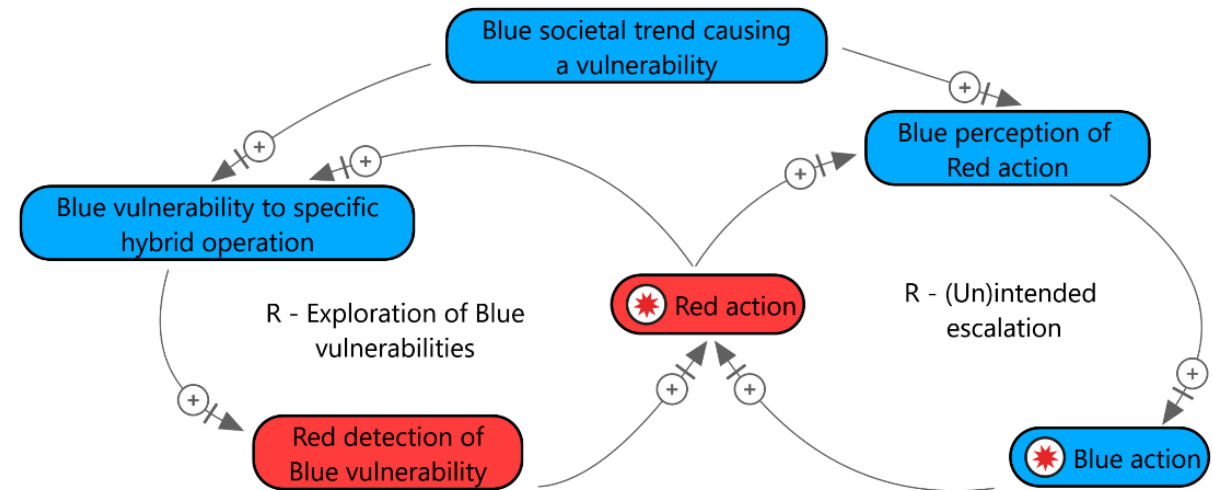 Blue societal trend causing
a vulnerability
+
+
Blue perception of
Red action
+
+
Blue vulnerability to specific
hybrid operation
Red action
R - Exploration of Blue
vulnerabilities
R - (Un)intended
escalation
+
+
+
+
Red detection of
Blue vulnerability
Blue action